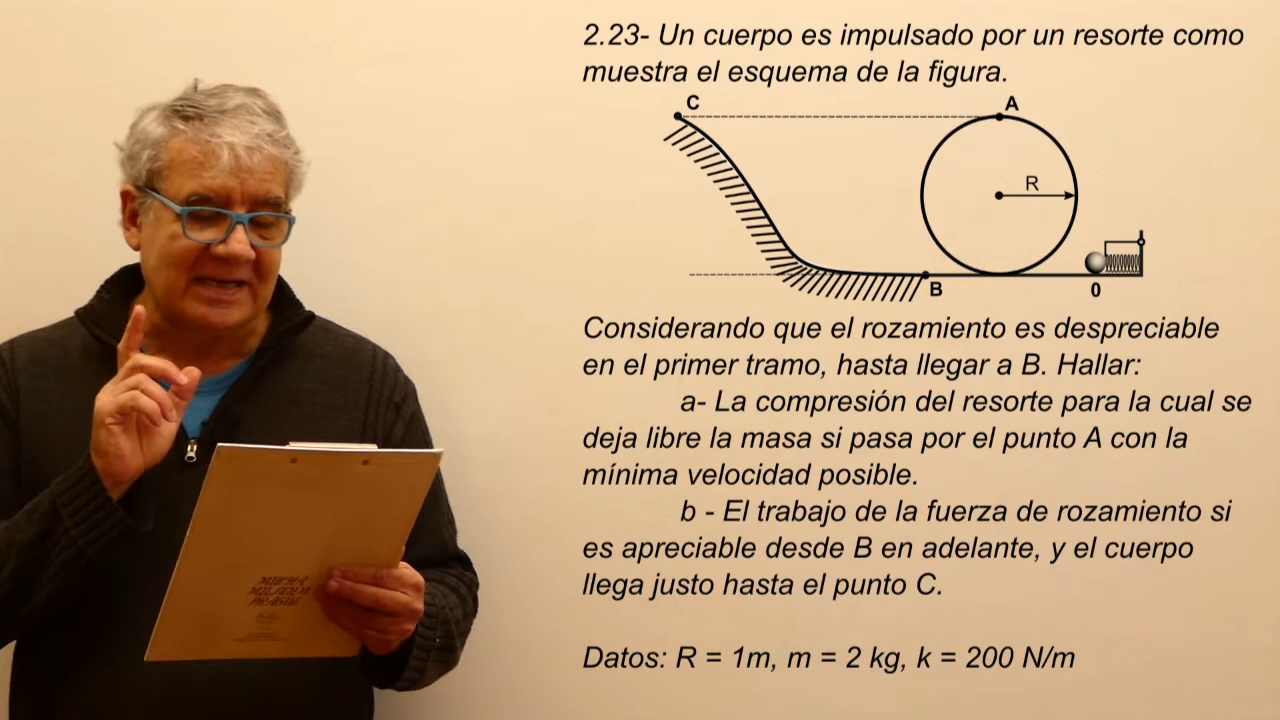 2.23- Un cuerpo es impulsado por un resorte como
muestra el esquema de la figura.
C
A
R
B
0
Considerando que el rozamiento es despreciable
en el primer tramo, hasta llegar a B. Hallar:
a- La compresión del resorte para la cual se
deja libre la masa si pasa por el punto A con la
mínima velocidad posible.
b - El trabajo de la fuerza de rozamiento si
es apreciable desde B en adelante, y el cuerpo
llega justo hasta el punto C.
Datos: R = 1m, m = 2 kg, k = 200 N/m